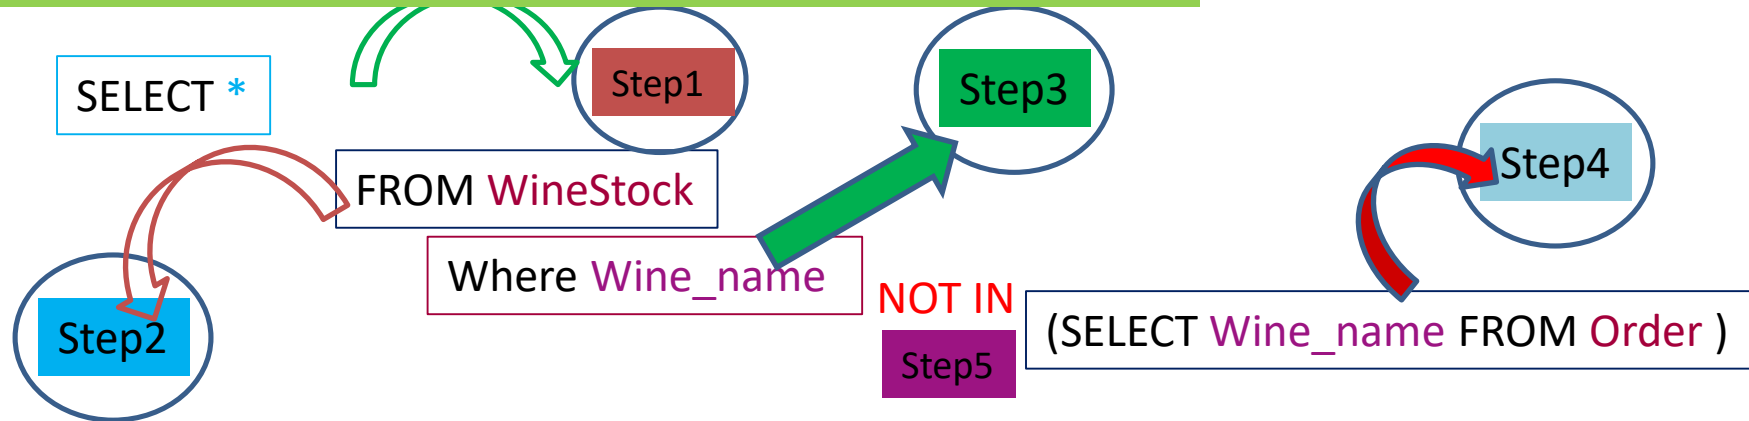 SELECT *
Step1
Step3
Step4
FROM WineStock
Where Wine_name
NOT IN
(SELECT Wine_name FROM Order )
Step2
Step5